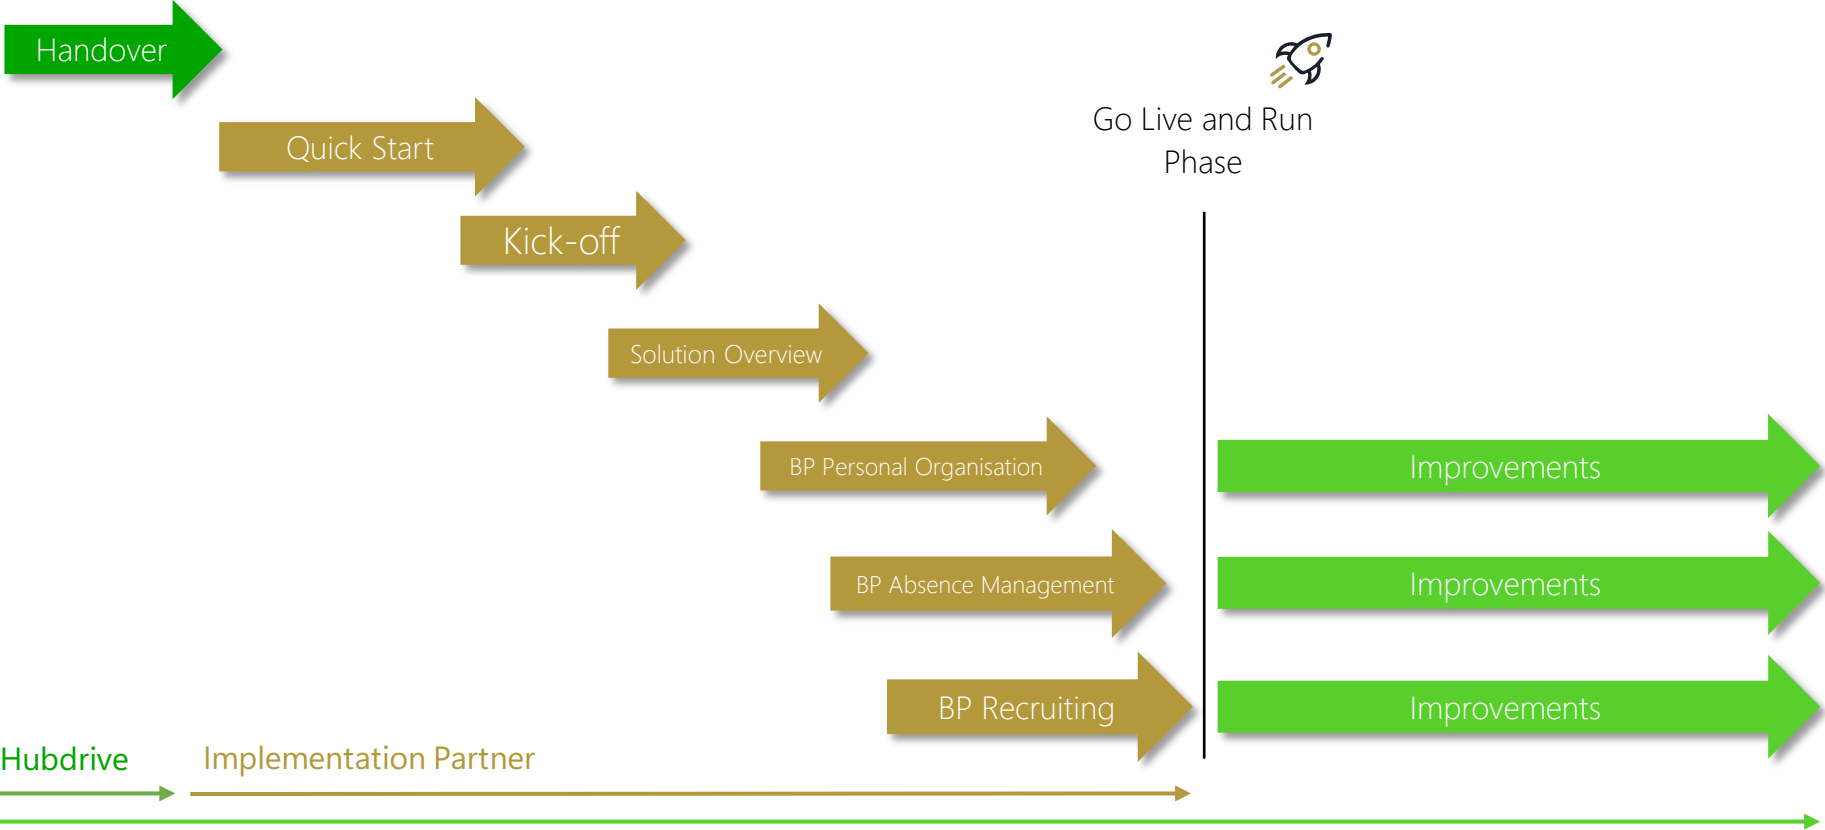 Handover
Quick Start
Go Live and Run
Phase
Kick-off
Solution Overview
BP Personal Organisation
Improvements
BP Absence Management
Improvements
BP Recruiting
Improvements
Hubdrive
Implementation Partner